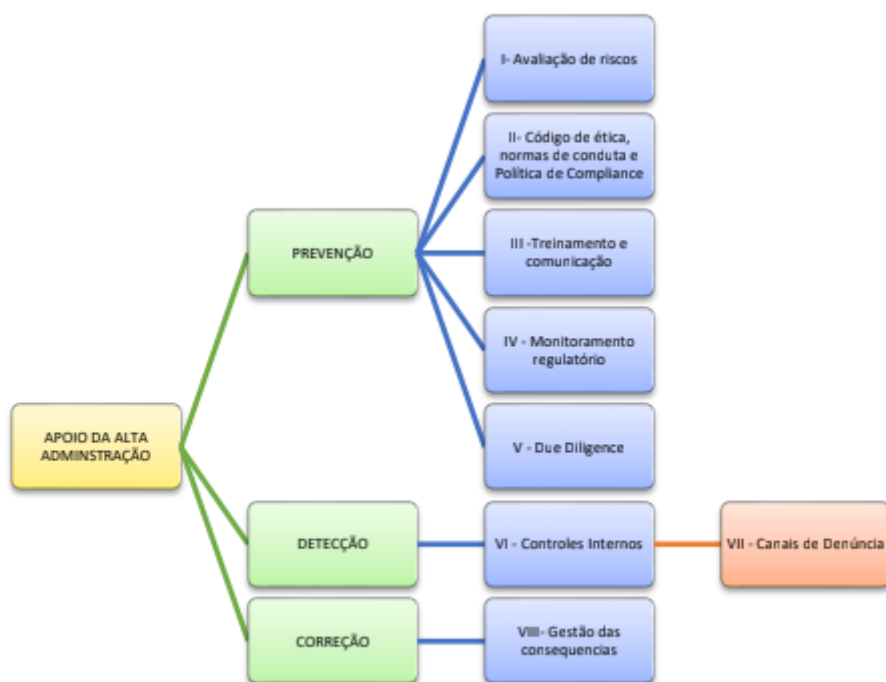 I- Avaliação de riscos
II- Código de ética,
normas de conduta e
Política de Compliance
PREVENÇÃO
III -Treinamento e
comunicação
IV - Monitoramento
regulatório
V - Due Diligence
APOIO DA ALTA
ADMINSTRAÇÃO
DETECÇÃO
VI - Controles Internos
VII - Canais de Denúncia
CORREÇÃO
VIII- Gestão das
consequencias